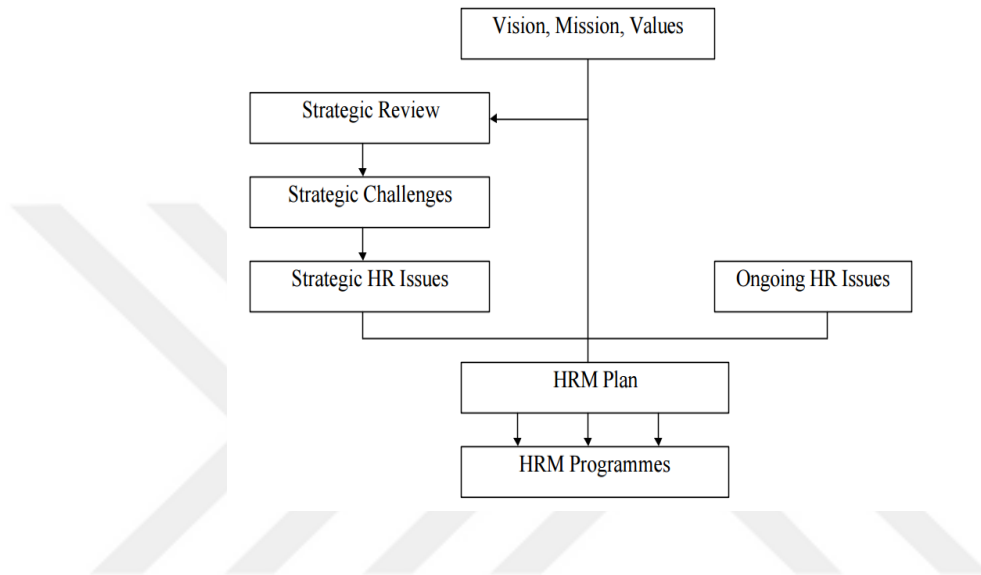 Vision, Mission, Values
Strategic Review
Strategic Challenges
Strategic HR Issues
Ongoing HR Issues
HRM Plan
HRM Programmes